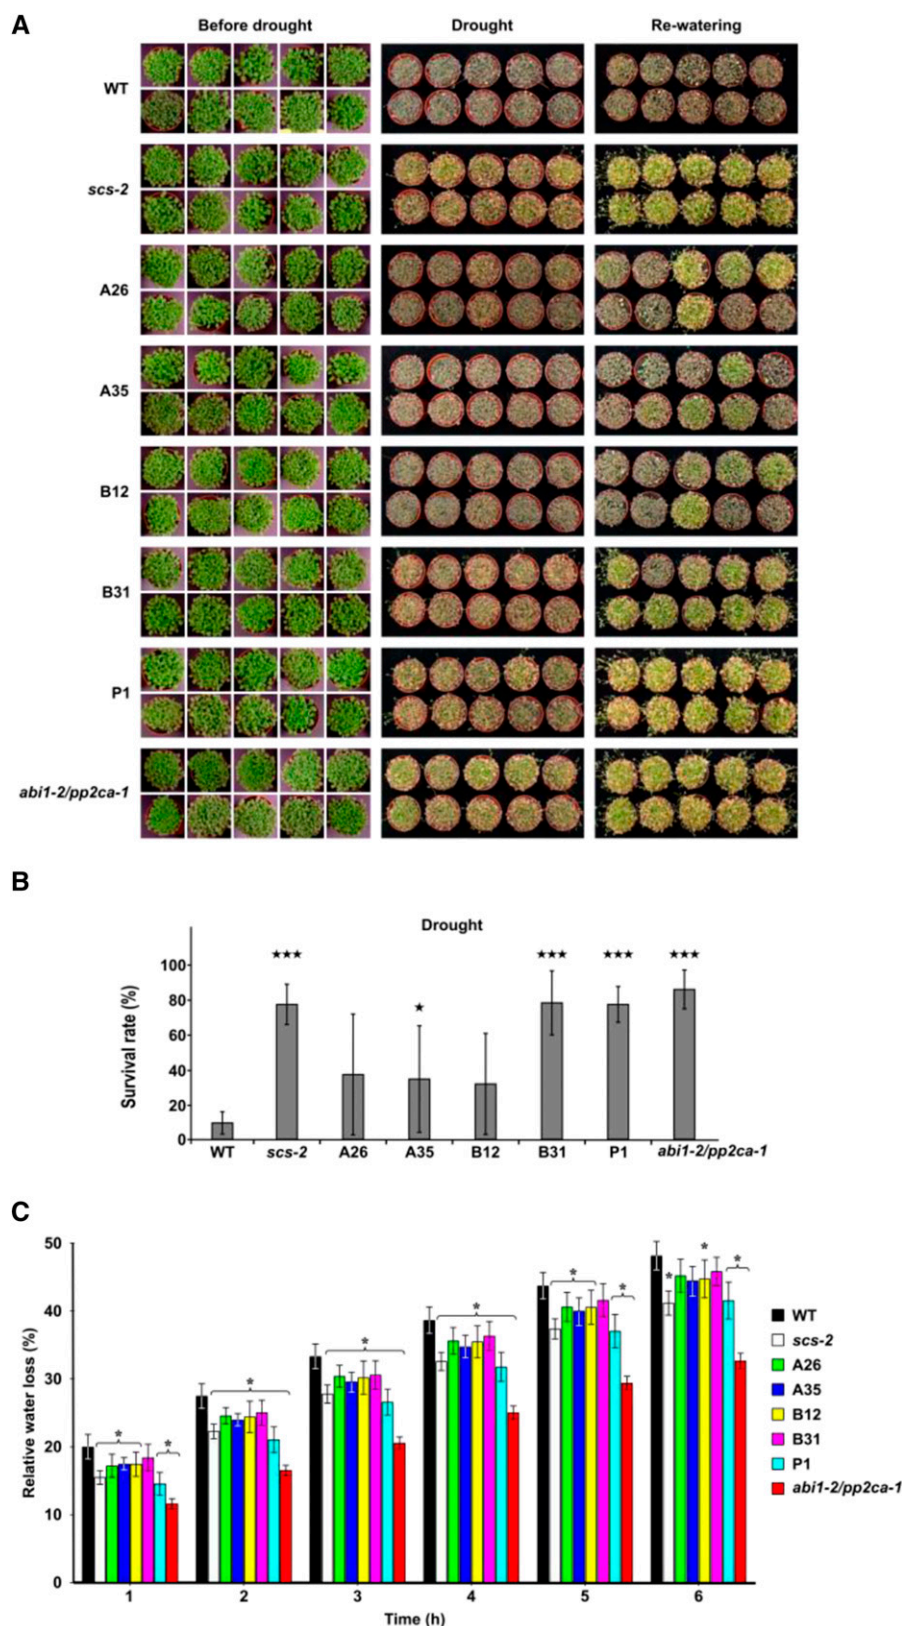 A
Before drought
Drought
Re-watering
WT
scs-2
A26
A35
B12
B31
P1
abi1-2/pp2ca-1
B
Drought
Survival rate (%)
100
80
60
40
20
0
★★★
★
★★★
★★★
★★★
WT scs-2 A26 A35 B12 B31 P1 abi1-2/pp2ca-1
C
Relative water loss (%)
50
40
30
20
10
0
* * * * * * * * * *
1 2 3 4 5 6
Time (h)
WT
scs-2
A26
A35
B12
B31
P1
abi1-2/pp2ca-1